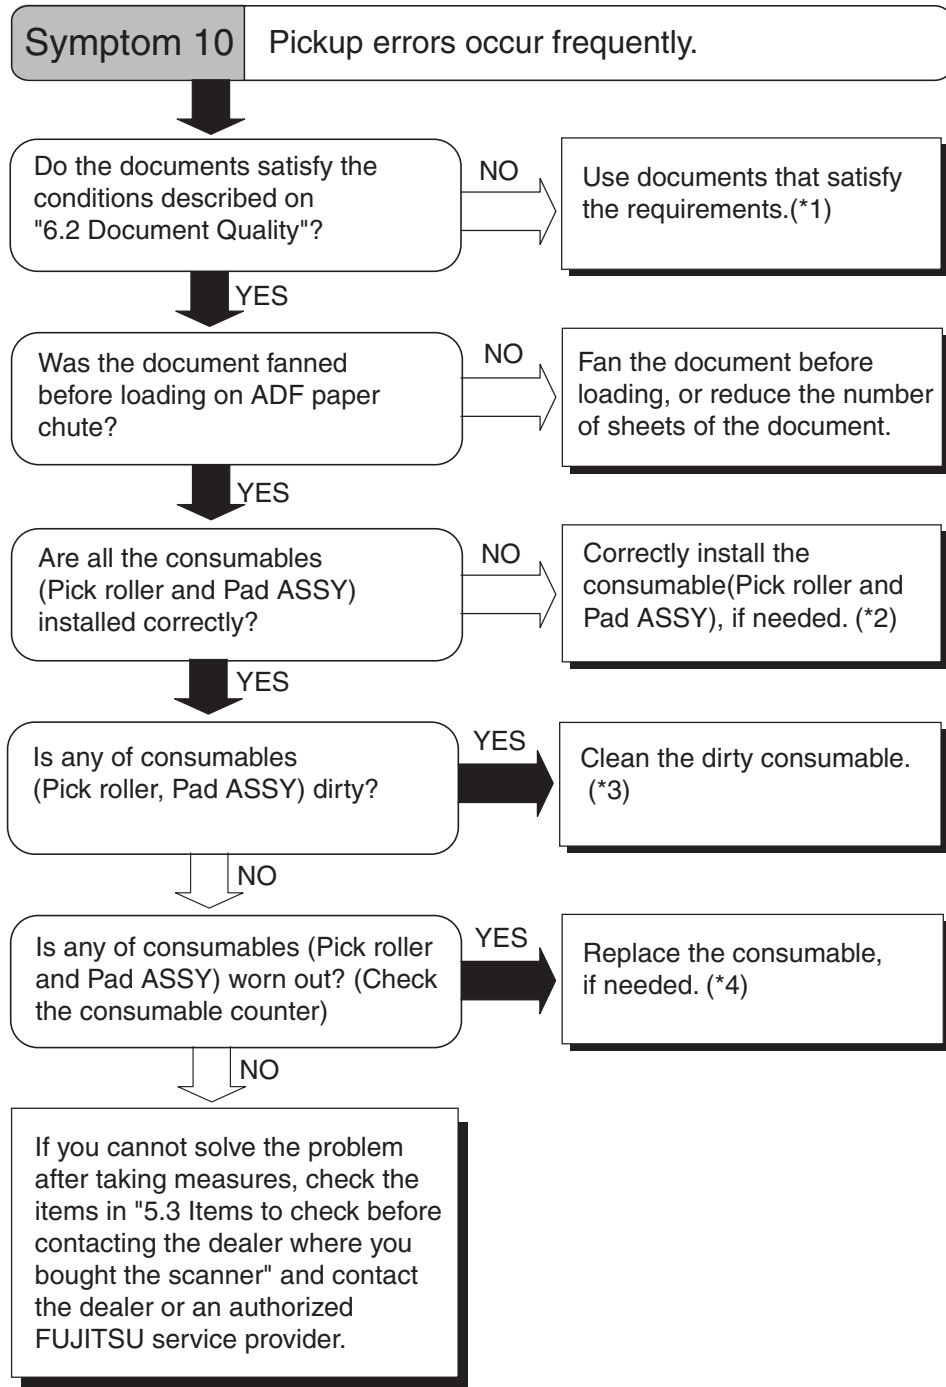 Symptom 10 Pickup errors occur frequently.
Do the documents satisfy the
conditions described on
"6.2 Document Quality"?
NO
Use documents that satisfy
the requirements.(*1)
YES
Was the document fanned
before loading on ADF paper
chute?
NO
Fan the document before
loading, or reduce the number
of sheets of the document.
YES
Are all the consumables
(Pick roller and Pad ASSY)
installed correctly?
NO
Correctly install the
consumable(Pick roller and
Pad ASSY), if needed. (*2)
YES
Is any of consumables
(Pick roller, Pad ASSY) dirty?
YES
Clean the dirty consumable.
(*3)
NO
Is any of consumables (Pick roller
and Pad ASSY) worn out? (Check
the consumable counter)
YES
Replace the consumable,
if needed. (*4)
NO
If you cannot solve the problem
after taking measures, check the
items in "5.3 Items to check before
contacting the dealer where you
bought the scanner" and contact
the dealer or an authorized
FUJITSU service provider.